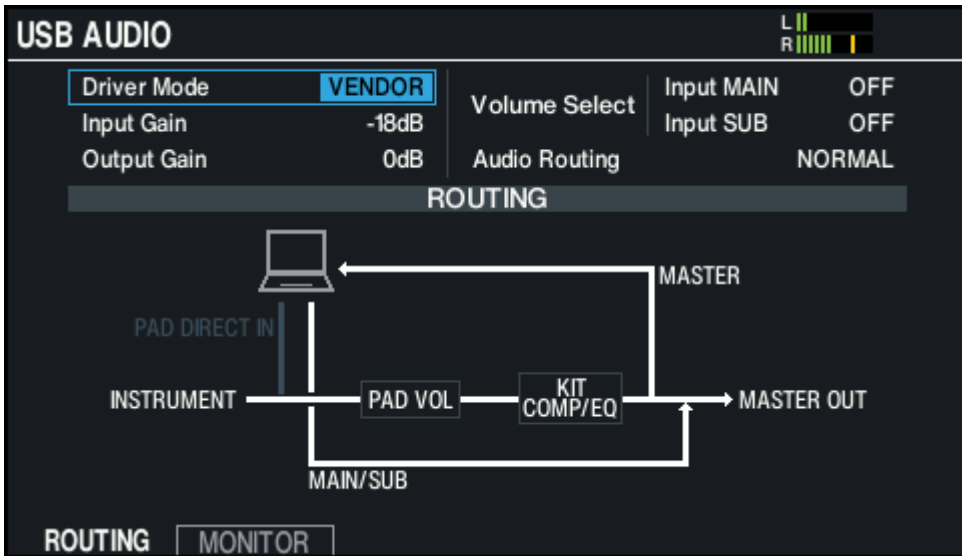 USB AUDIO
L
R
Driver Mode VENDOR
Input Gain -18dB
Output Gain 0dB
Volume Select
Input MAIN OFF
Input SUB OFF
Audio Routing NORMAL
ROUTING
MASTER
PAD DIRECT IN
INSTRUMENT
PAD VOL
KIT
COMP/EQ
MASTER OUT
MAIN/SUB
ROUTING MONITOR